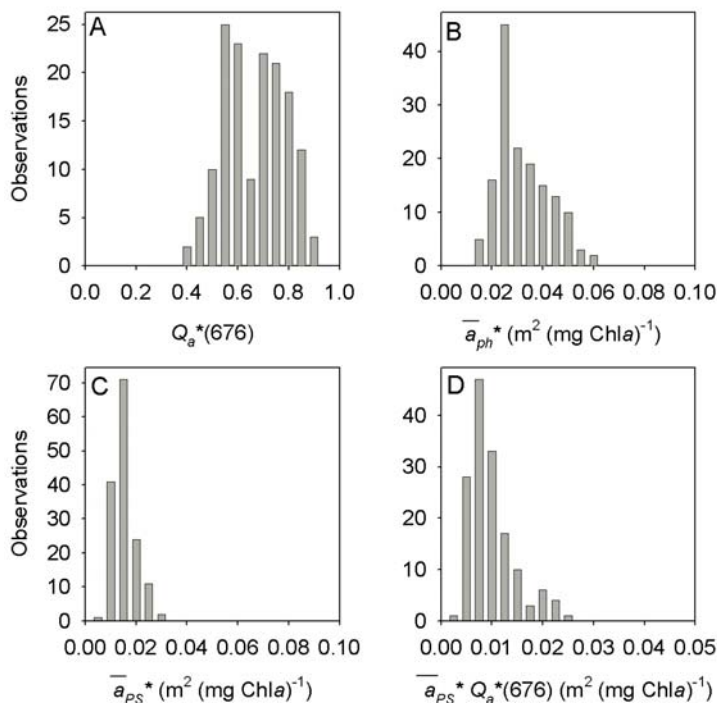 A
25
20
15
10
5
0
Observations
0.0 0.2 0.4 0.6 0.8 1.0
Qₐ*(676)
B
40
30
20
10
0
0.00 0.02 0.04 0.06 0.08 0.10
a̅ₚₕ* (m² (mg Chla)⁻¹)
C
70
60
50
40
30
20
10
0
Observations
0.00 0.02 0.04 0.06 0.08 0.10
a̅_PS* (m² (mg Chla)⁻¹)
D
40
30
20
10
0
0.00 0.01 0.02 0.03 0.04 0.05
a̅_PS* Qₐ*(676) (m² (mg Chla)⁻¹)